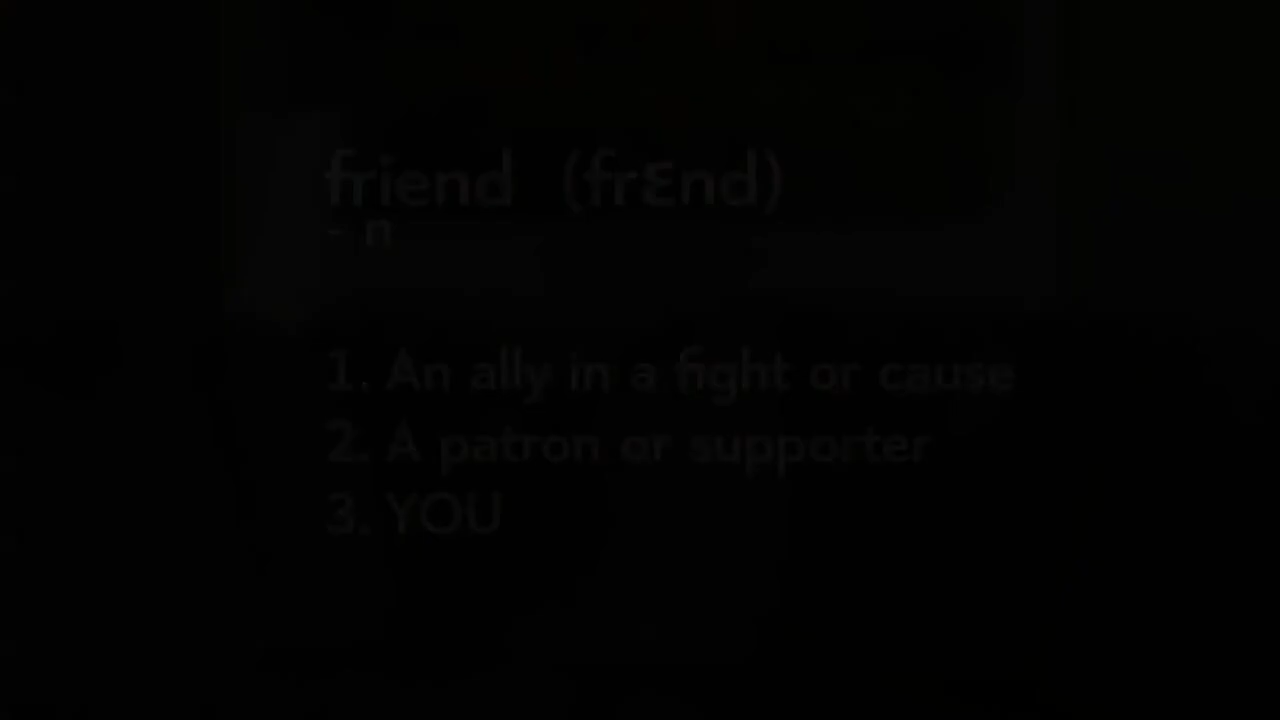 friend (frɛnd)
- n
1. An ally in a fight or cause
2. A patron or supporter
3. YOU